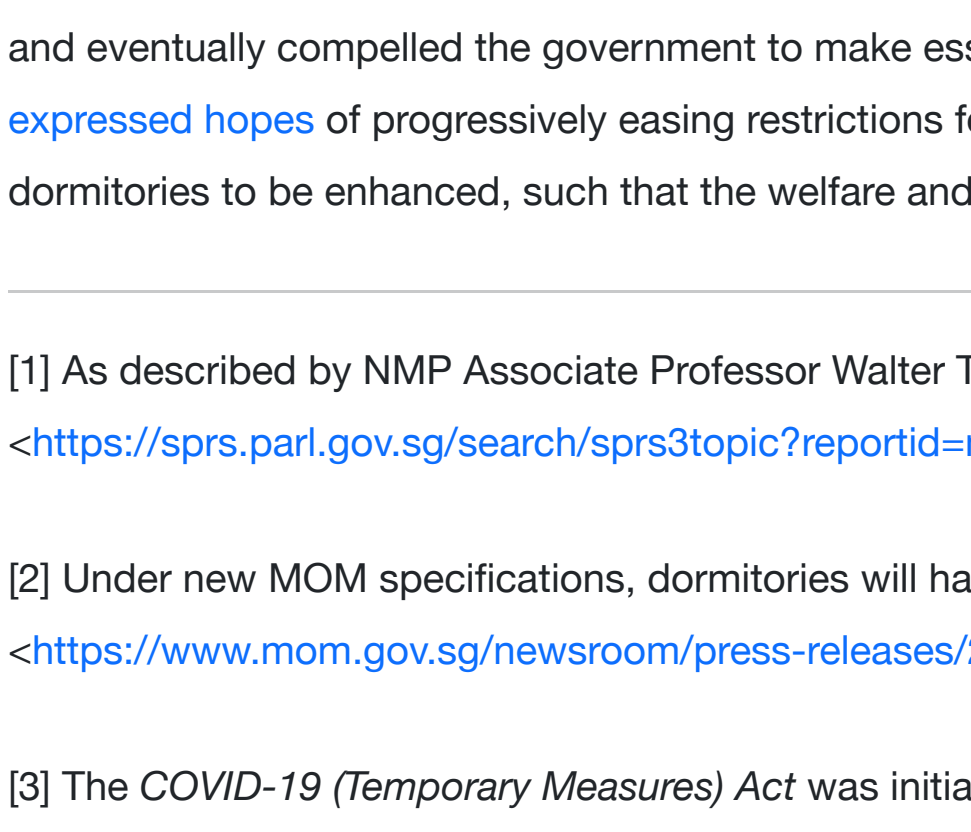 and eventually compelled the government to make
expressed hopes of progressively easing restrictions
dormitories to be enhanced, such that the welfare and
[1] As described by NMP Associate Professor Walter
<https://sprs.parl.gov.sg/search/sprs3topic?reportid=
[2] Under new MOM specifications, dormitories will
<https://www.mom.gov.sg/newsroom/press-releases/
[3] The COVID-19 (Temporary Measures) Act was